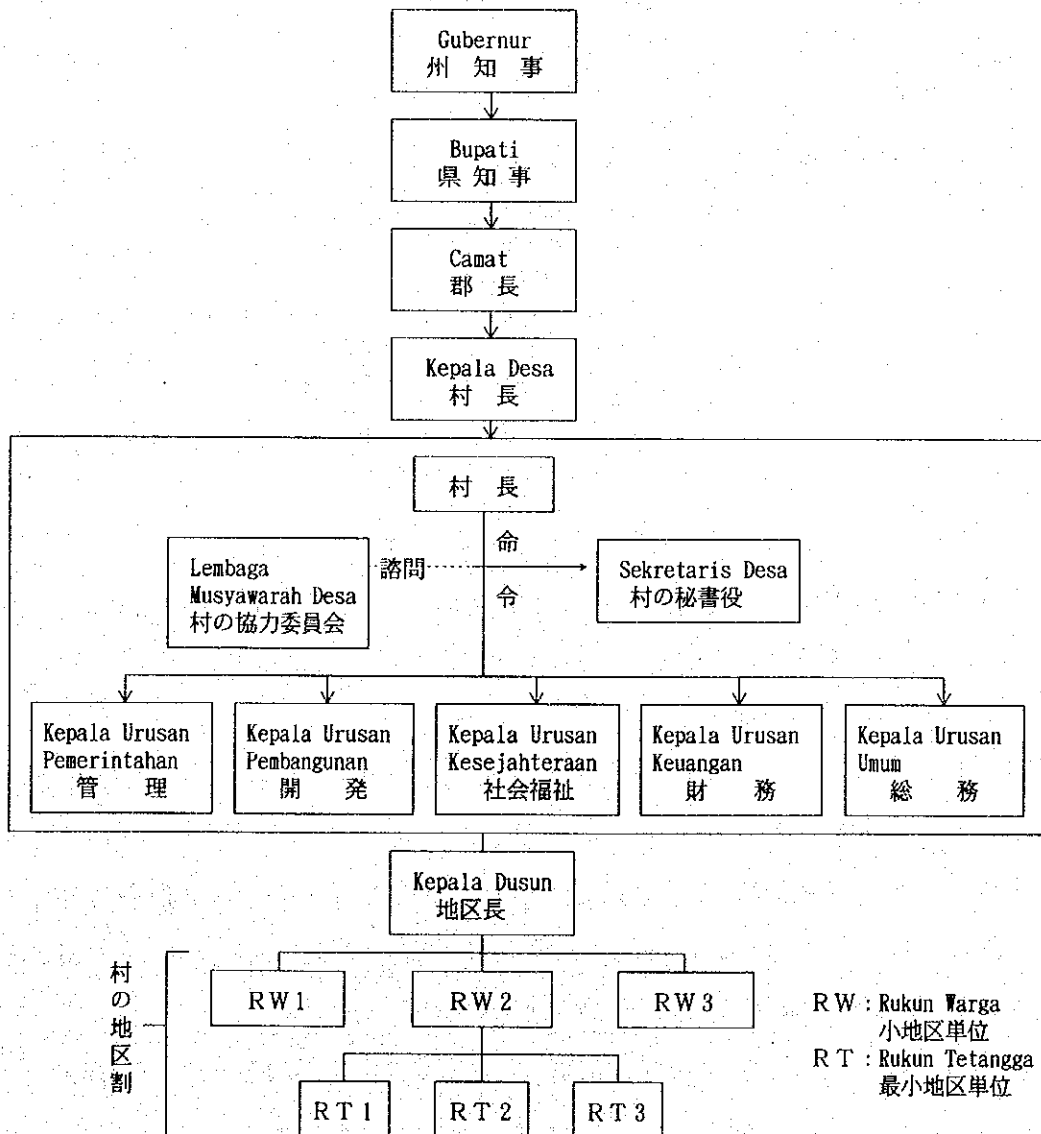 Gubernur
州 知 事
Bupati
県 知 事
Camat
郡 長
Kepala Desa
村 長
村 長
命
令
諮問
Lembaga
Musyawarah Desa
村の協力委員会
Sekretaris Desa
村の秘書役
Kepala Urusan
Pemerintahan
管 理
Kepala Urusan
Pembangunan
開 発
Kepala Urusan
Kesejahteraan
社会福祉
Kepala Urusan
Keuangan
財 務
Kepala Urusan
Umum
総 務
Kepala Dusun
地区長
村の地区割
RW1
RW2
RW3
RT1
RT2
RT3
RW:Rukun Warga
小地区単位
RT:Rukun Tetangga
最小地区単位